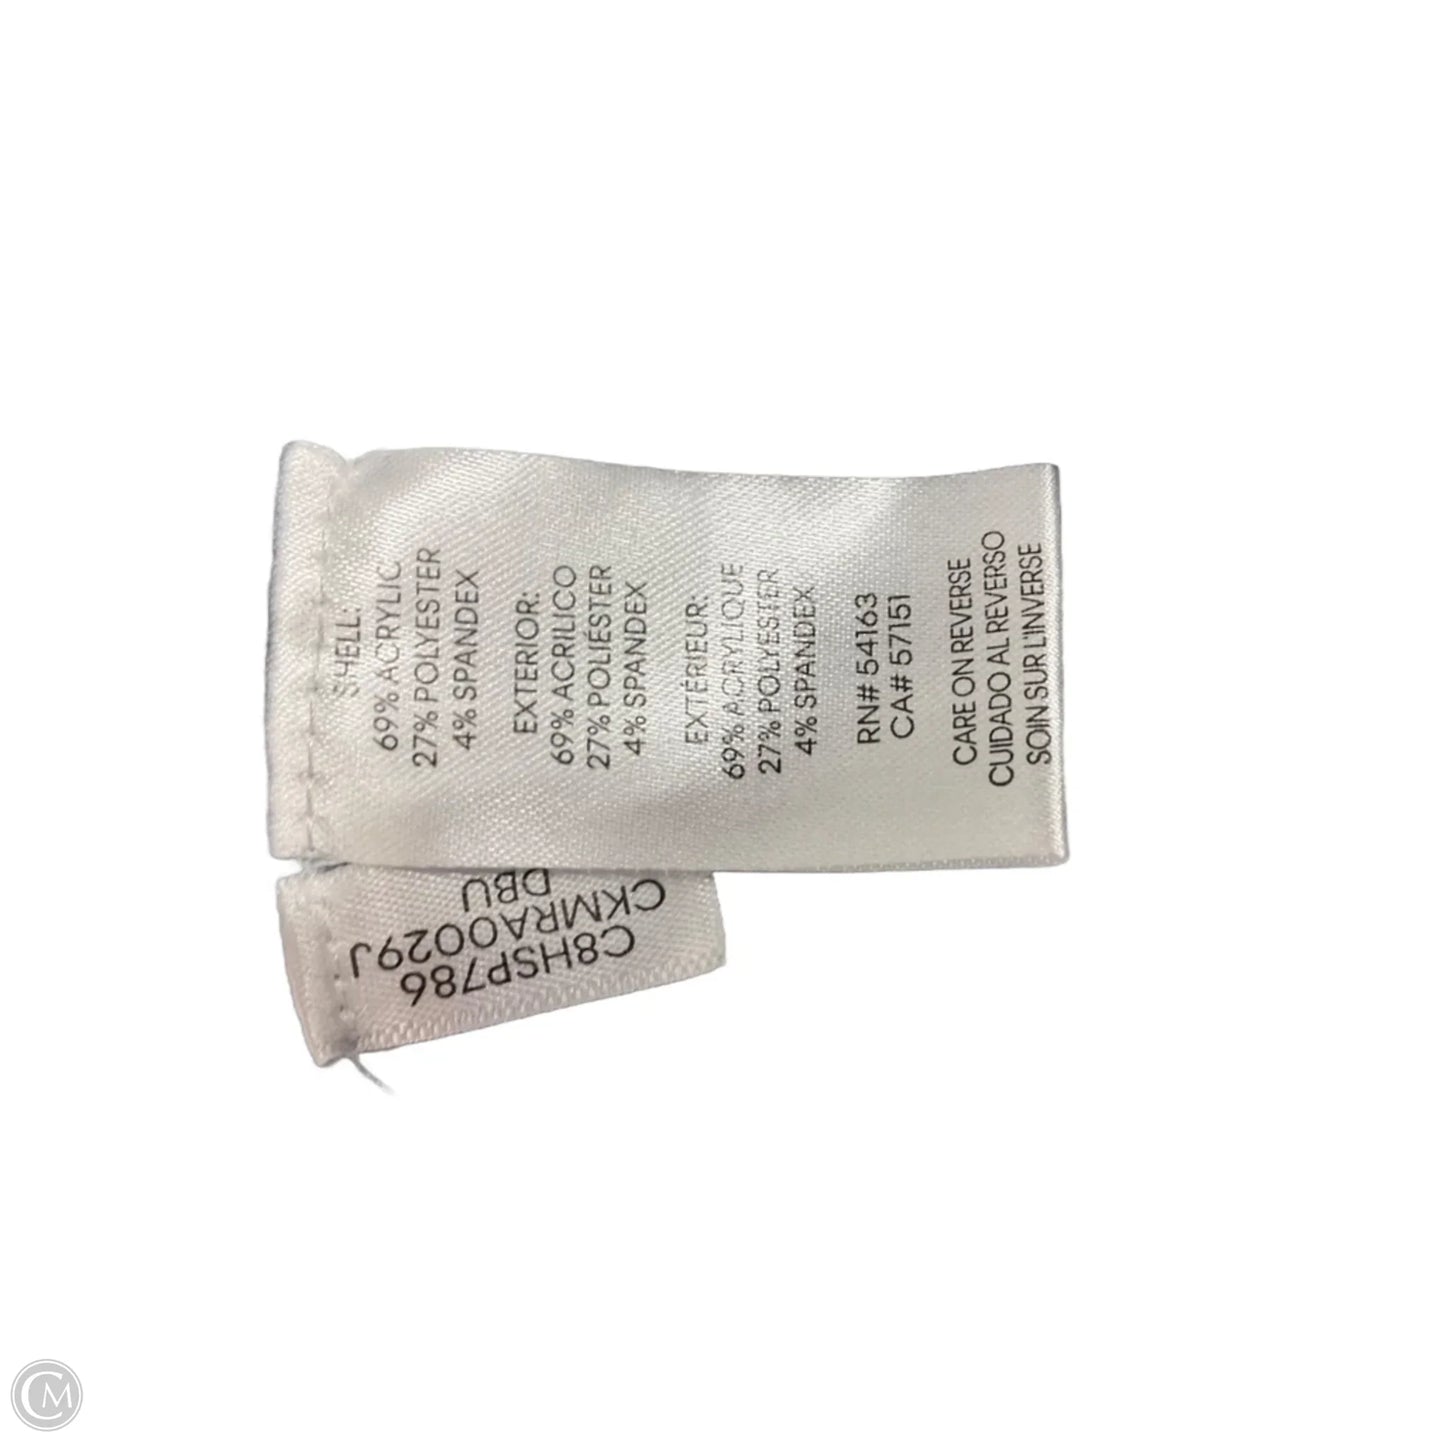 SHELL:
69% ACRYLIC
27% POLYESTER
4% SPANDEX
EXTERIOR:
69% ACRILICO
27% POLIÉSTER
4% SPANDEX
EXTÉRIEUR:
69% ACRYLIQUE
27% POLYESTER
4% SPANDEX
RN# 54163
CA# 57151
CARE ON REVERSE
CUIDADO AL REVERSO
SOIN SUR L'INVERSE
C8HSP786
CKMRA0029J
DBU
CM